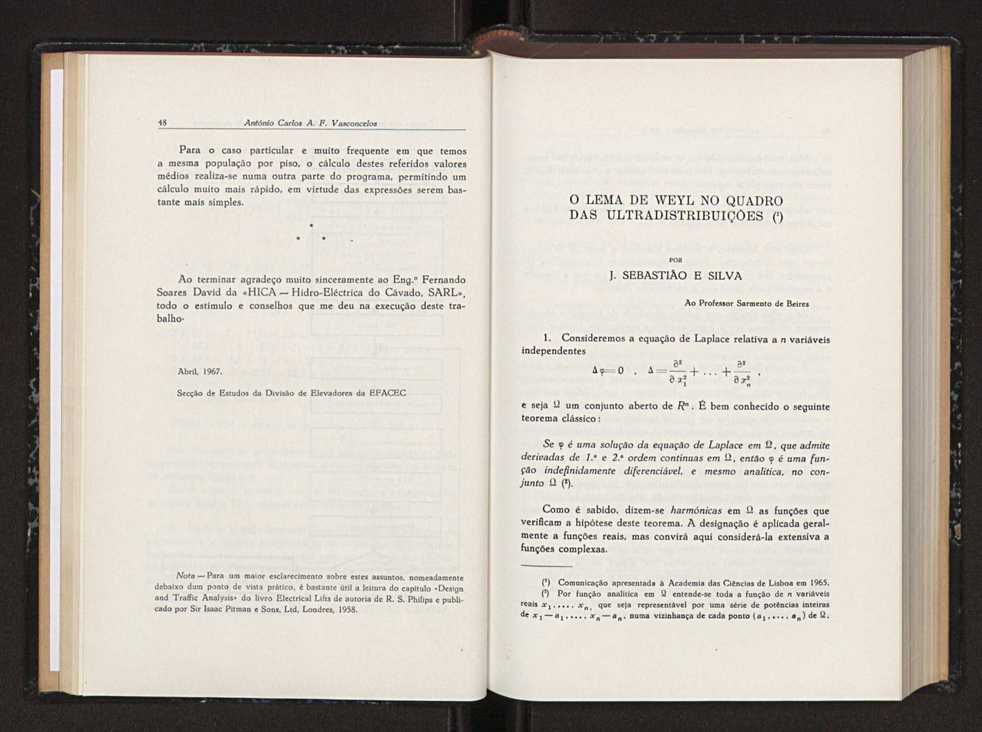 48 António Carlos A. F. Vasconcelos
Para o caso particular e muito frequente em que temos
a mesma população por piso, o cálculo destes referidos valores
médios realiza-se numa outra parte do programa, permitindo um
cálculo muito mais rápido, em virtude das expressões serem bas-
tante mais simples.
*
* *
Ao terminar agradeço muito sinceramente ao Eng.º Fernando
Soares David da «HICA — Hidro-Eléctrica do Cávado, SARL»,
todo o estímulo e conselhos que me deu na execução deste tra-
balho·
Abril, 1967.
Secção de Estudos da Divisão de Elevadores da EFACEC
Nota — Para um maior esclarecimento sobre estes assuntos, nomeadamente
debaixo dum ponto de vista prático, é bastante útil a leitura do capítulo «Design
and Traffic Analysis» do livro Electrical Lifts de autoria de R. S. Philips e publi-
cado por Sir Isaac Pitman e Sons, Ltd, Londres, 1958.
O LEMA DE WEYL NO QUADRO
DAS ULTRADISTRIBUIÇÕES (¹)
POR
J. SEBASTIÃO E SILVA
Ao Professor Sarmento de Beires
1. Consideremos a equação de Laplace relativa a n variáveis
independentes
Δφ = 0 , Δ = ∂²/∂x₁² + ... + ∂²/∂xₙ² ,
e seja Ω um conjunto aberto de Rⁿ. É bem conhecido o seguinte
teorema clássico :
Se φ é uma solução da equação de Laplace em Ω, que admite
derivadas de 1.ª e 2.ª ordem contínuas em Ω, então φ é uma fun-
ção indefinidamente diferenciável, e mesmo analítica, no con-
junto Ω (²).
Como é sabido, dizem-se harmónicas em Ω as funções que
verificam a hipótese deste teorema. A designação é aplicada geral-
mente a funções reais, mas convirá aqui considerá-la extensiva a
funções complexas.
(¹) Comunicação apresentada à Academia das Ciências de Lisboa em 1965.
(²) Por função analítica em Ω entende-se toda a função de n variáveis
reais x₁, ..., xₙ, que seja representável por uma série de potências inteiras
de x₁ — a₁, ..., xₙ — aₙ, numa vizinhança de cada ponto (a₁, ..., aₙ) de Ω.